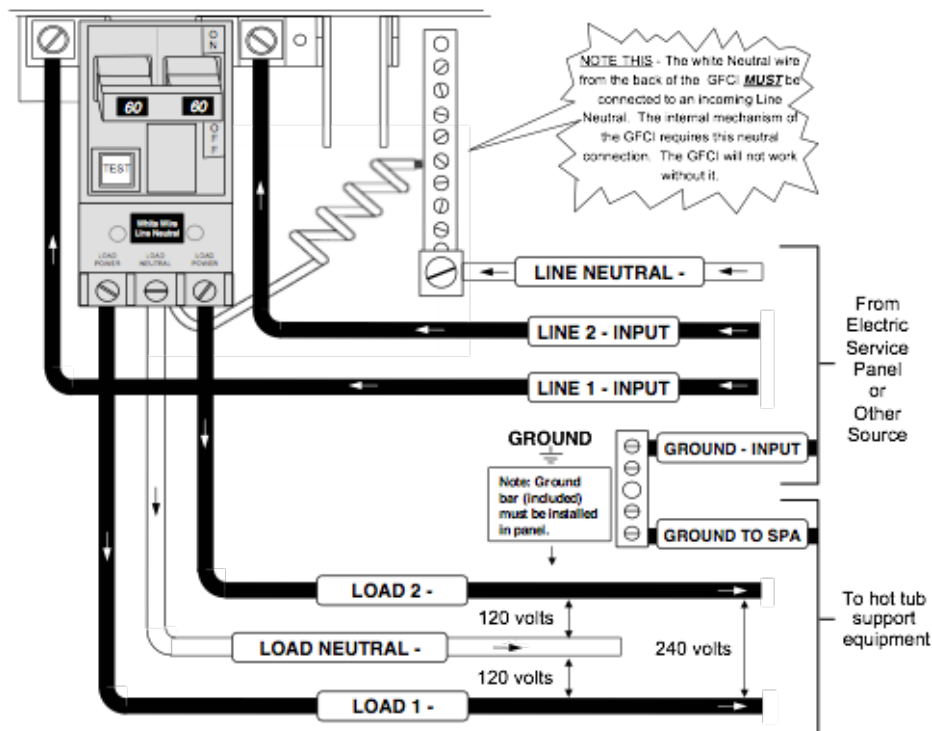 O
N
60
60
O
F
F
TEST
White Wire
Line Neutral
LOAD
POWER
LOAD
NEUTRAL
LOAD
POWER
NOTE THIS - The white Neutral wire
from the back of the GFCI MUST be
connected to an incoming Line
Neutral. The internal mechanism of
the GFCI requires this neutral
connection. The GFCI will not work
without it.
LINE NEUTRAL -
LINE 2 - INPUT
LINE 1 - INPUT
From
Electric
Service
Panel
or
Other
Source
GROUND
Note: Ground
bar (included)
must be installed
in panel.
GROUND - INPUT
GROUND TO SPA
LOAD 2 -
120 volts
LOAD NEUTRAL -
240 volts
120 volts
LOAD 1 -
To hot tub
support
equipment